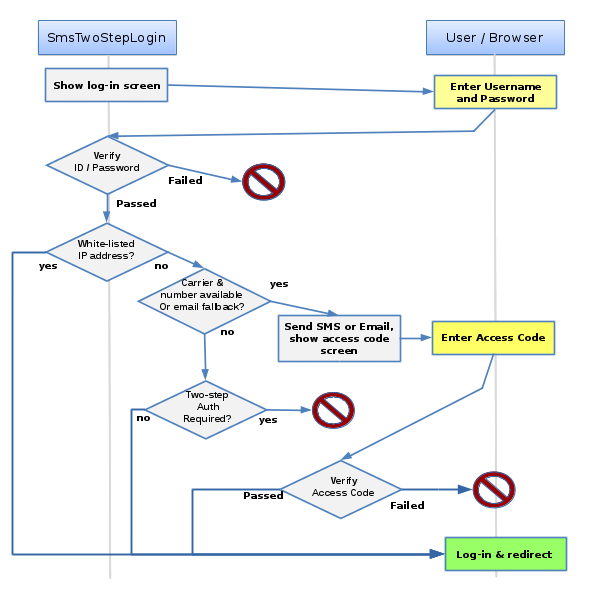 SmsTwoStepLogin
User / Browser
Show log-in screen
Enter Username
and Password
Verify
ID / Password
Failed
Passed
White-listed
IP address?
yes
no
Carrier &
number available
Or email fallback?
yes
no
Send SMS or Email,
show access code
screen
Enter Access Code
Two-step
Auth
Required?
no
yes
Verify
Access Code
Passed
Failed
Log-in & redirect